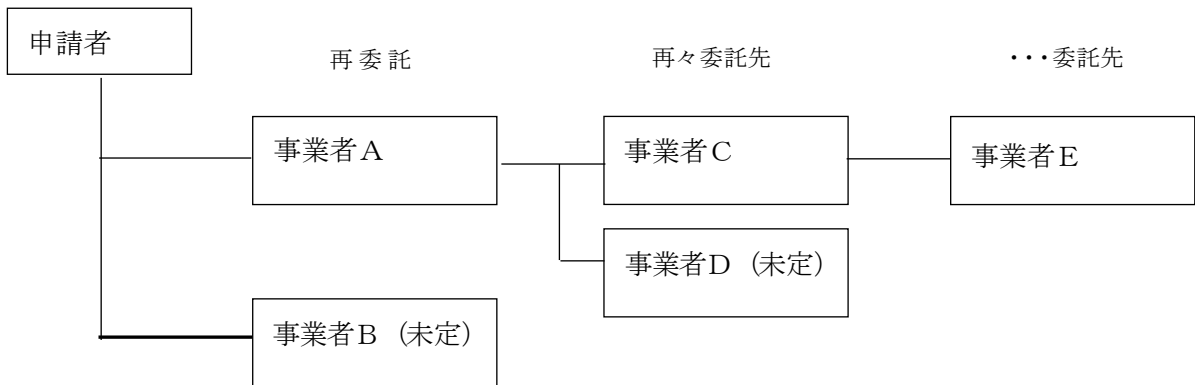 申請者
再委託
再々委託先
・・・委託先
事業者A
事業者C
事業者E
事業者D（未定）
事業者B（未定）